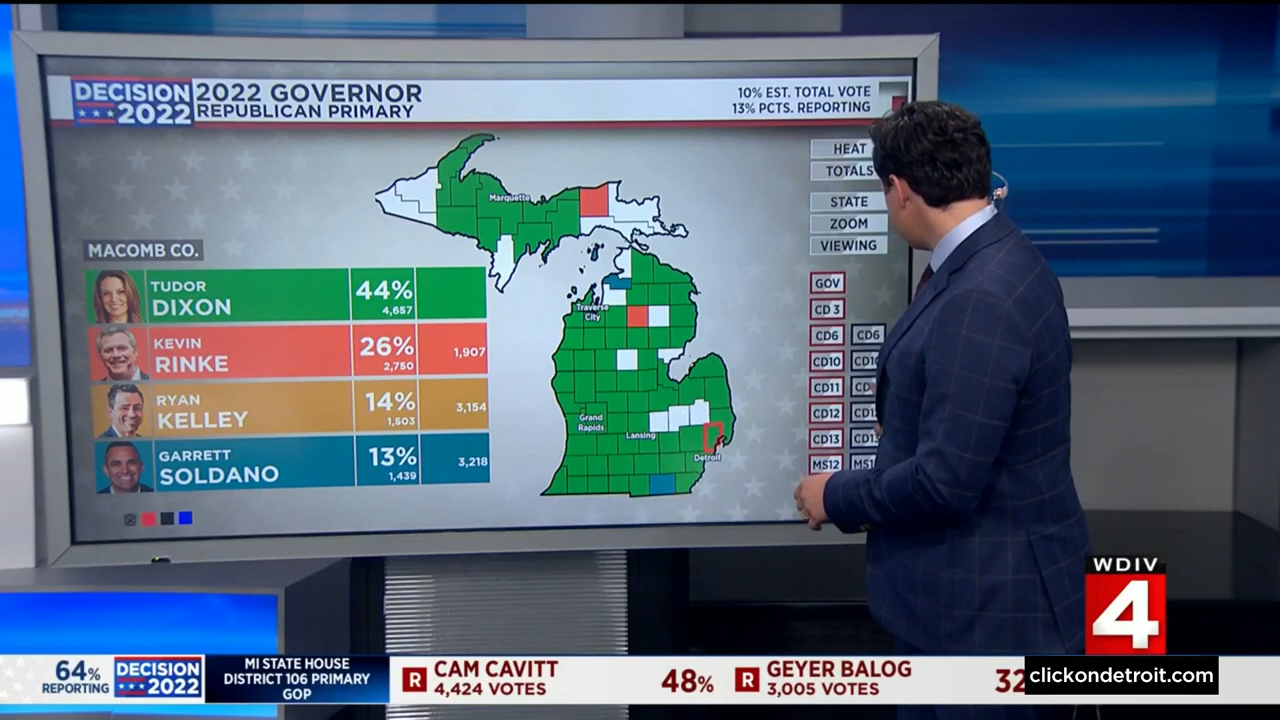 DECISION
2022
2022 GOVERNOR
REPUBLICAN PRIMARY
10% EST. TOTAL VOTE
13% PCTS. REPORTING
HEAT
TOTALS
STATE
ZOOM
VIEWING
MACOMB CO.
TUDOR
DIXON
44%
4,657
KEVIN
RINKE
26%
2,750
1,907
RYAN
KELLEY
14%
1,503
3,154
GARRETT
SOLDANO
13%
1,439
3,218
Marquette
Traverse
City
Grand
Rapids
Lansing
Detroit
GOV
CD 3
CD6 CD6
CD10
CD11
CD12
CD13
MS12
WDIV
4
64%
REPORTING
DECISION
2022
MI STATE HOUSE
DISTRICT 106 PRIMARY
GOP
R CAM CAVITT
4,424 VOTES
48%
R GEYER BALOG
3,005 VOTES
32
clickondetroit.com